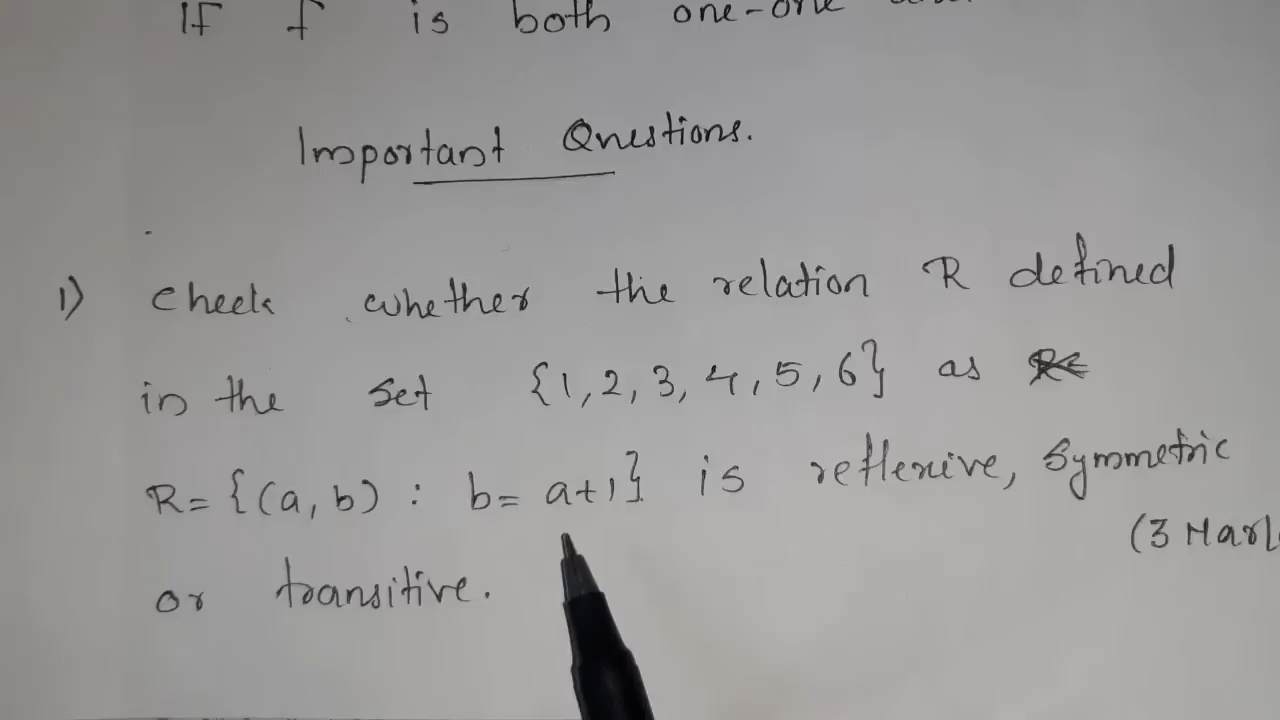 If f is both one-one
Important Questions.
1) Check whether the relation R defined
in the set {1, 2, 3, 4, 5, 6} as
R = {(a, b) : b = a+1} is reflexive, Symmetric
(3 Mark
or transitive.